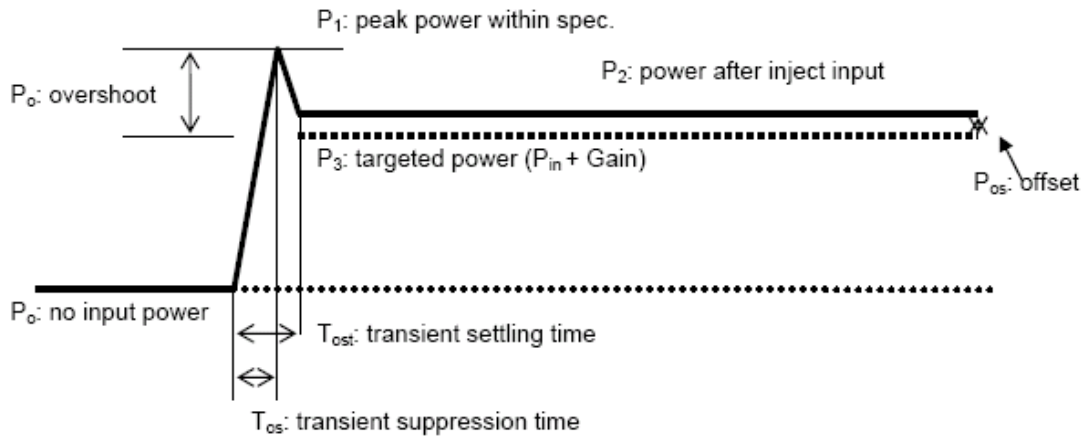 P₁: peak power within spec.
P₂: power after inject input
Pₒ: overshoot
P₃: targeted power (Pᵢₙ + Gain)
Pₒₛ: offset
Pₒ: no input power
Tₒₛₜ: transient settling time
Tₒₛ: transient suppression time